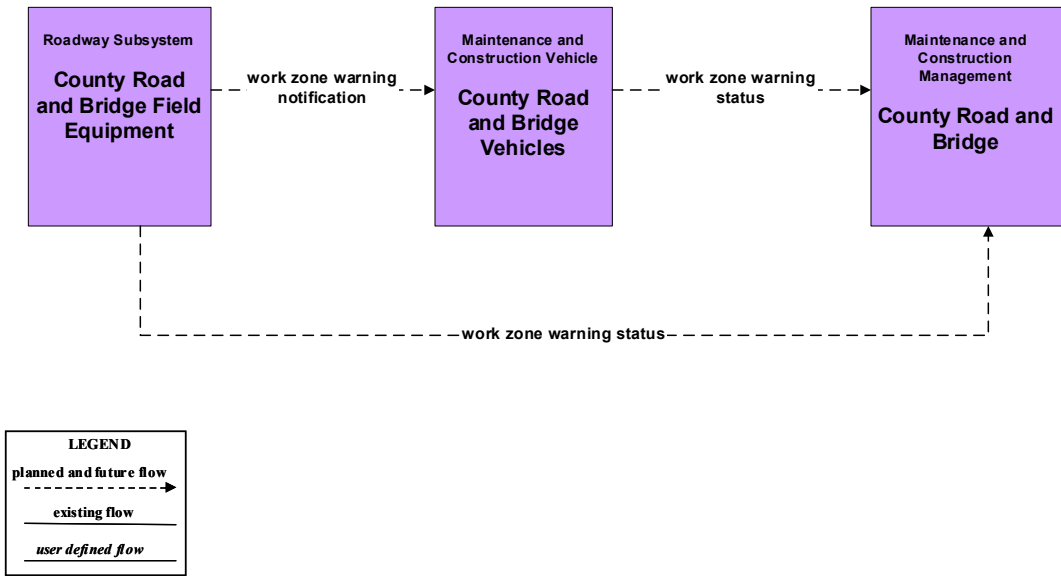 Roadway Subsystem
County Road
and Bridge Field
Equipment
work zone warning
notification
Maintenance and
Construction Vehicle
County Road
and Bridge
Vehicles
work zone warning
status
Maintenance and
Construction
Management
County Road and
Bridge
work zone warning status
LEGEND
planned and future flow
existing flow
user defined flow